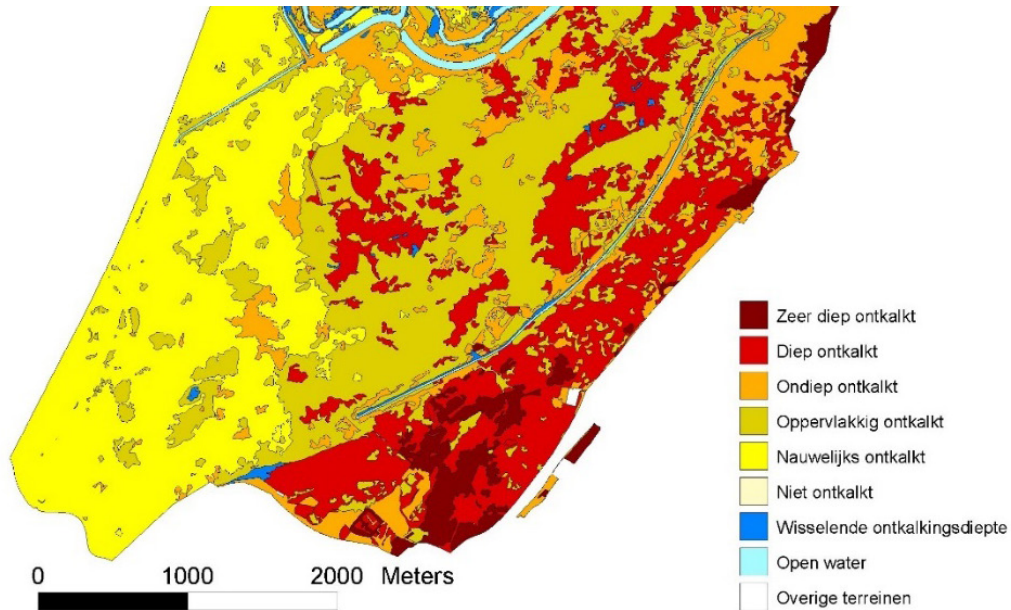 Zeer diep ontkalkt
Diep ontkalkt
Ondiep ontkalkt
Oppervlakkig ontkalkt
Nauwelijks ontkalkt
Niet ontkalkt
Wisselende ontkalkingsdiepte
Open water
Overige terreinen
0 1000 2000 Meters